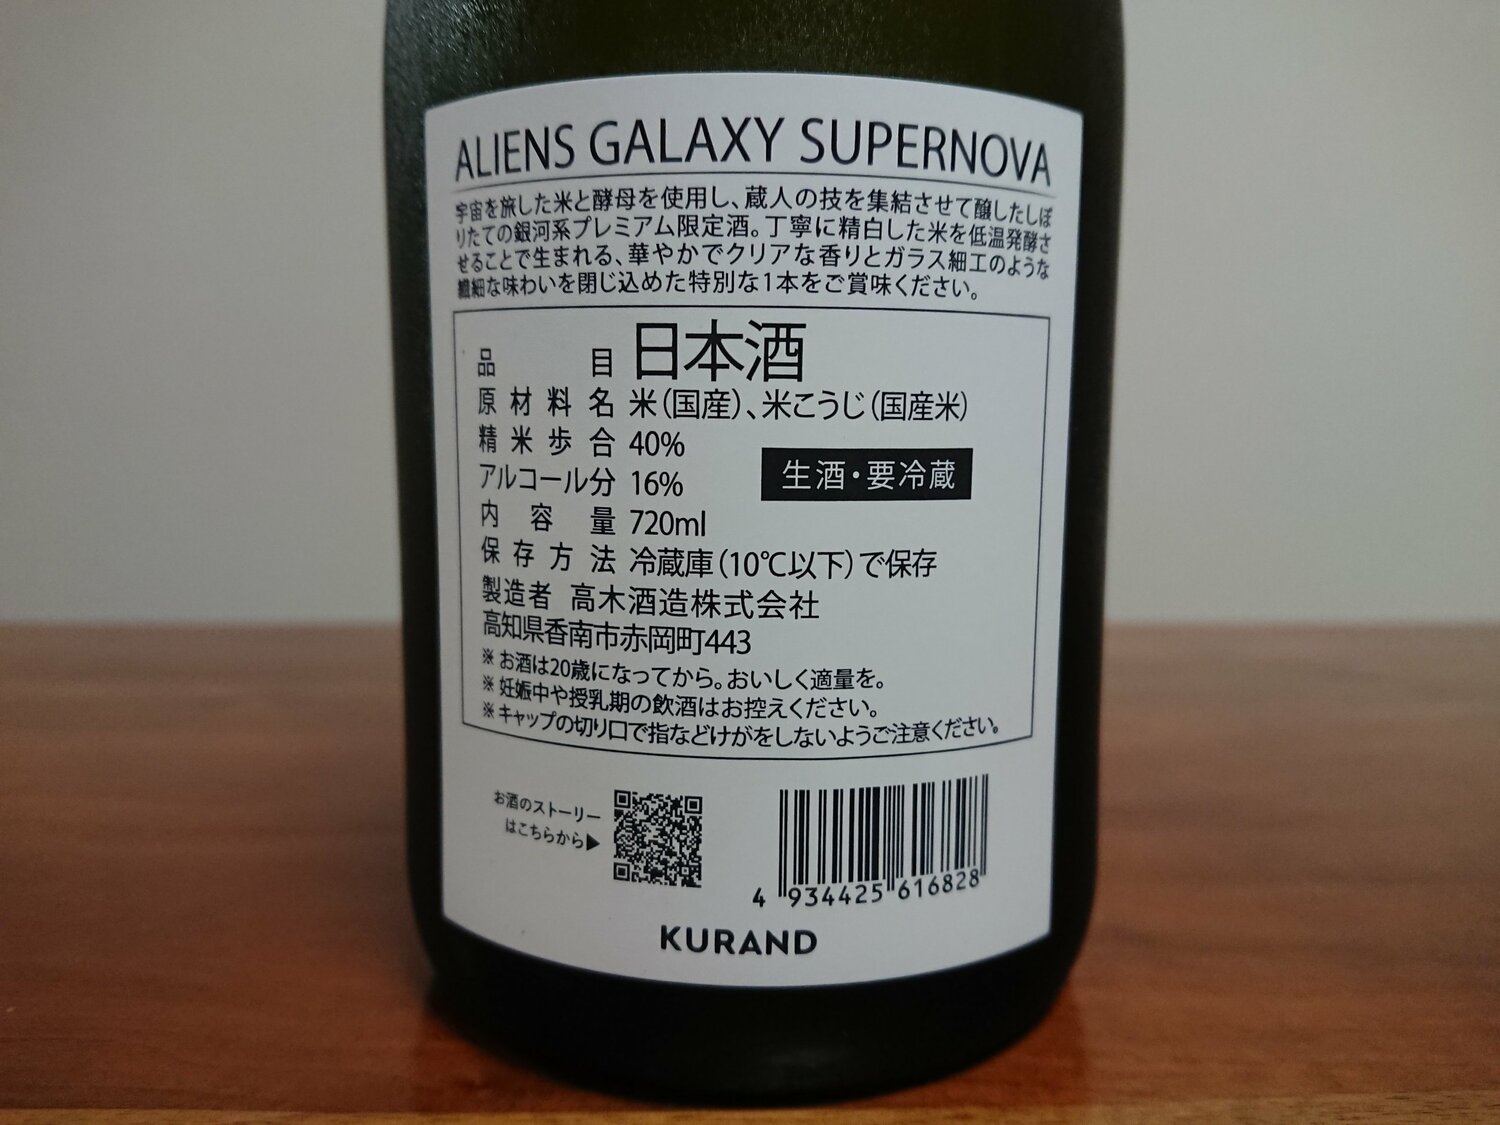 ALIENS GALAXY SUPERNOVA
宇宙を旅した米と酵母を使用し、蔵人の技を集結させて醸したしぼ
りたての銀河系プレミアム限定酒。丁寧に精白した米を低温発酵さ
せることで生まれる、華やかでクリアな香りとガラス細工のような
繊細な味わいを閉じ込めた特別な1本をご賞味ください。
品目 日本酒
原材料名 米(国産)、米こうじ(国産米)
精米歩合 40%
アルコール分 16%
生酒・要冷蔵
内容量 720ml
保存方法 冷蔵庫(10℃以下)で保存
製造者 高木酒造株式会社
高知県香南市赤岡町443
※お酒は20歳になってから。おいしく適量を。
※妊娠中や授乳期の飲酒はお控えください。
※キャップの切り口で指などけがをしないようご注意ください。
お酒のストーリー
はこちらから▶
4 934425 616828
KURAND